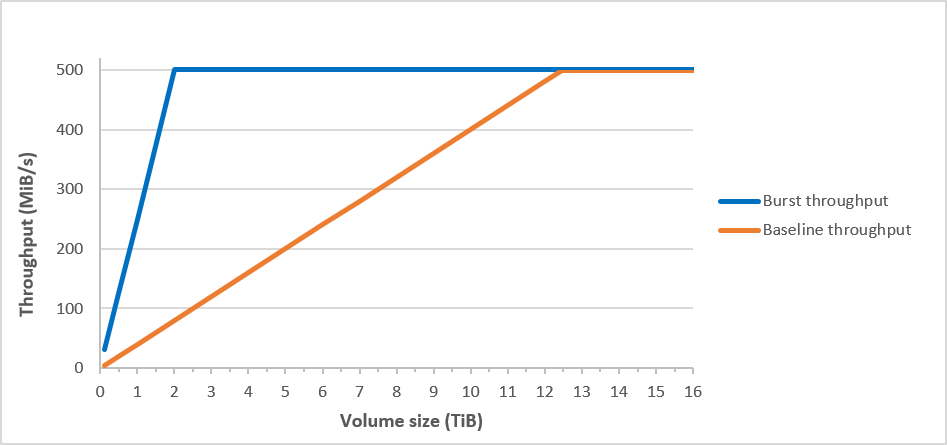 500
400
300
200
100
0
Throughput (MiB/s)
0 1 2 3 4 5 6 7 8 9 10 11 12 13 14 15 16
Volume size (TiB)
Burst throughput
Baseline throughput